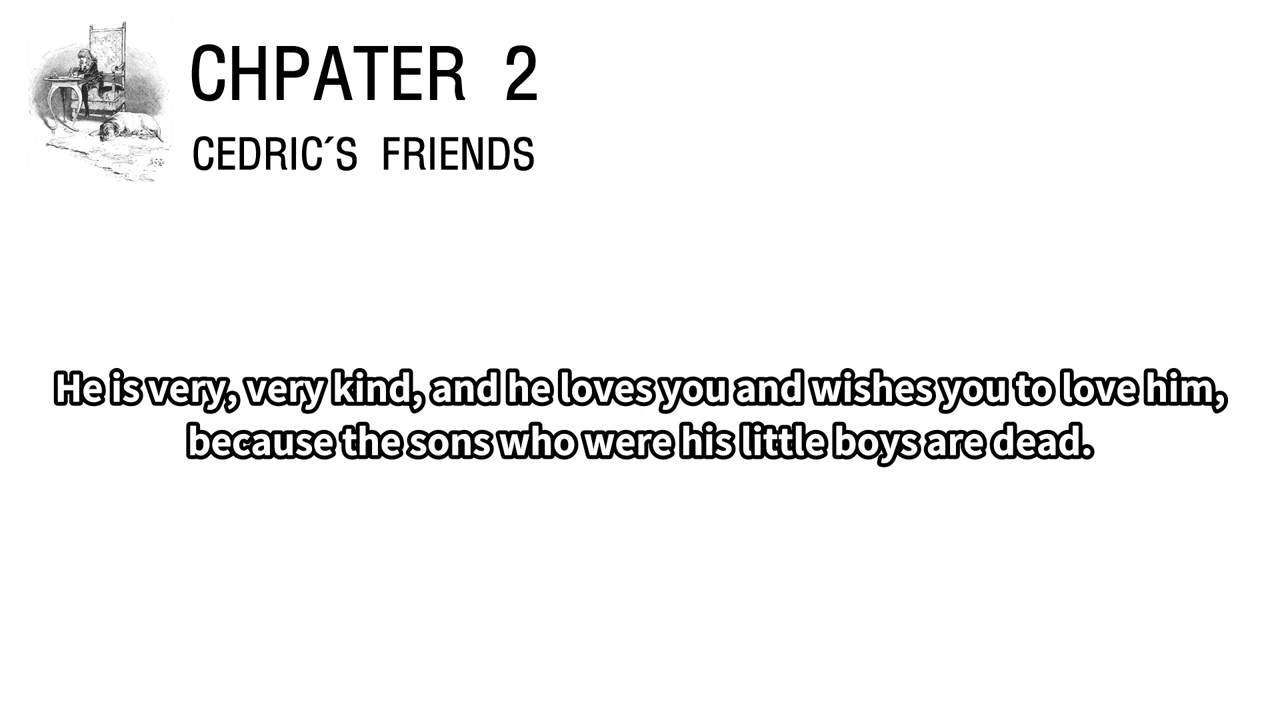 CHPATER 2
CEDRIC´S FRIENDS
He is very, very kind, and he loves you and wishes you to love him,
because the sons who were his little boys are dead.